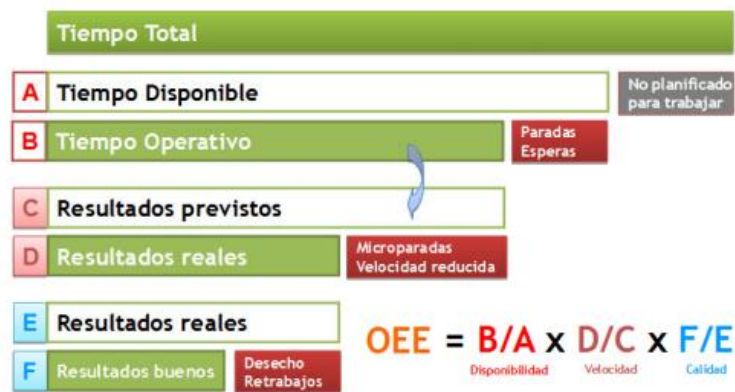 Tiempo Total
A Tiempo Disponible
No planificado
para trabajar
B Tiempo Operativo
Paradas
Esperas
C Resultados previstos
D Resultados reales
Microparadas
Velocidad reducida
E Resultados reales
F Resultados buenos
Desecho
Retrabajos
OEE = B/A x D/C x F/E
Disponibilidad Velocidad Calidad